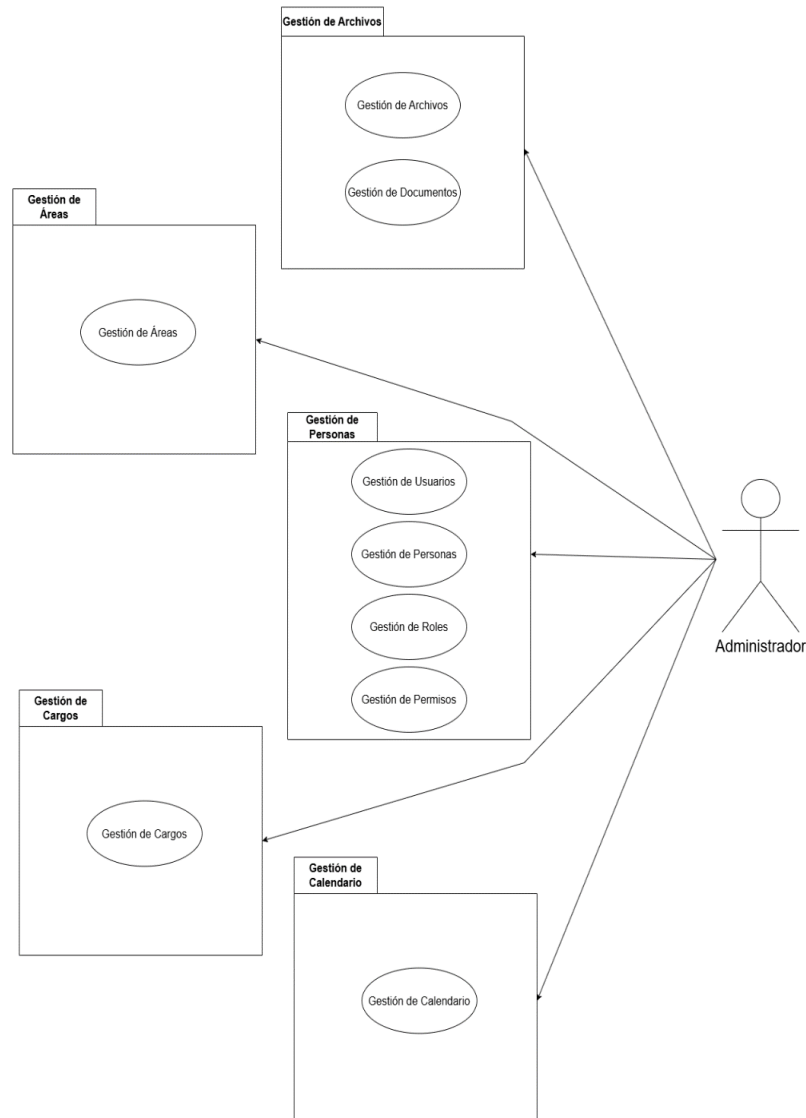 Gestión de Archivos
Gestión de Archivos
Gestión de Documentos
Gestión de
Áreas
Gestión de Áreas
Gestión de
Personas
Gestión de Usuarios
Gestión de Personas
Gestión de Roles
Gestión de Permisos
Administrador
Gestión de
Cargos
Gestión de Cargos
Gestión de
Calendario
Gestión de Calendario